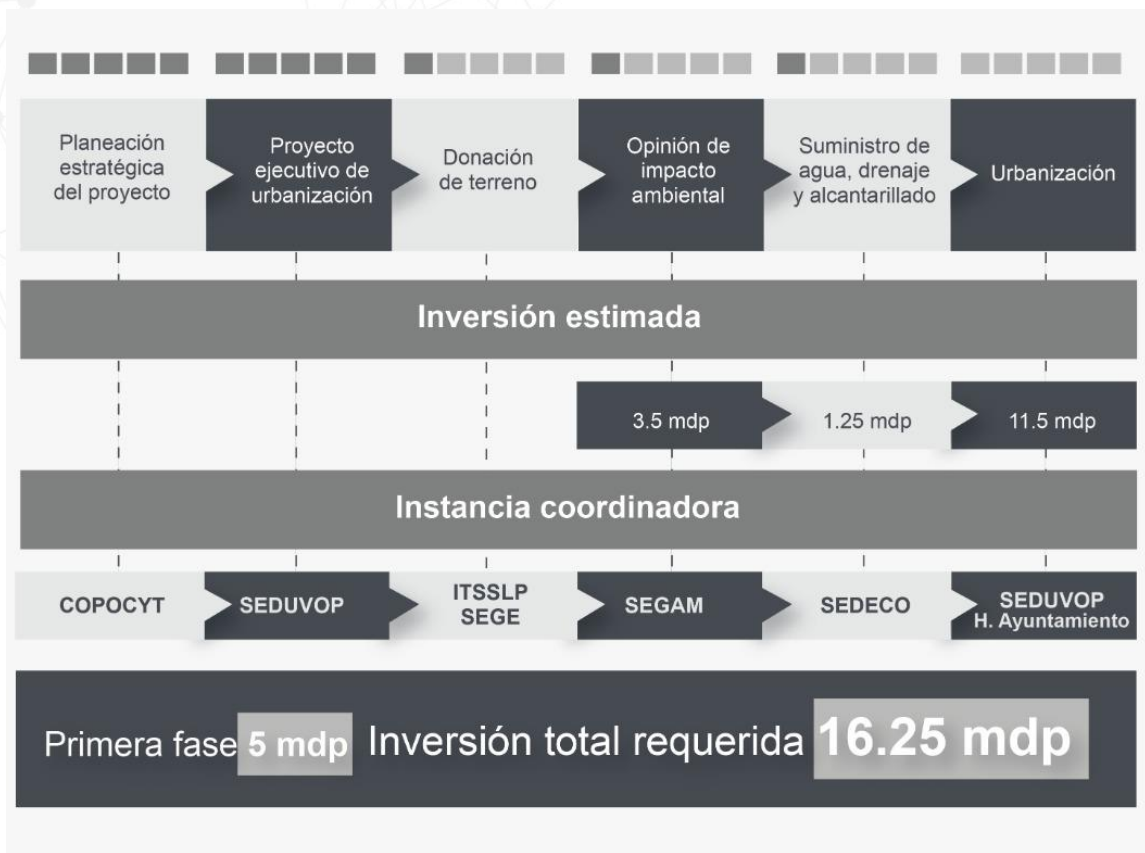 Planeación
estratégica
del proyecto
Proyecto
ejecutivo de
urbanización
Donación
de terreno
Opinión de
impacto
ambiental
Suministro de
agua, drenaje
y alcantarillado
Urbanización
Inversión estimada
3.5 mdp
1.25 mdp
11.5 mdp
Instancia coordinadora
COPOCYT
SEDUVOP
ITSSLP
SEGE
SEGAM
SEDECO
SEDUVOP
H. Ayuntamiento
Primera fase 5 mdp Inversión total requerida 16.25 mdp